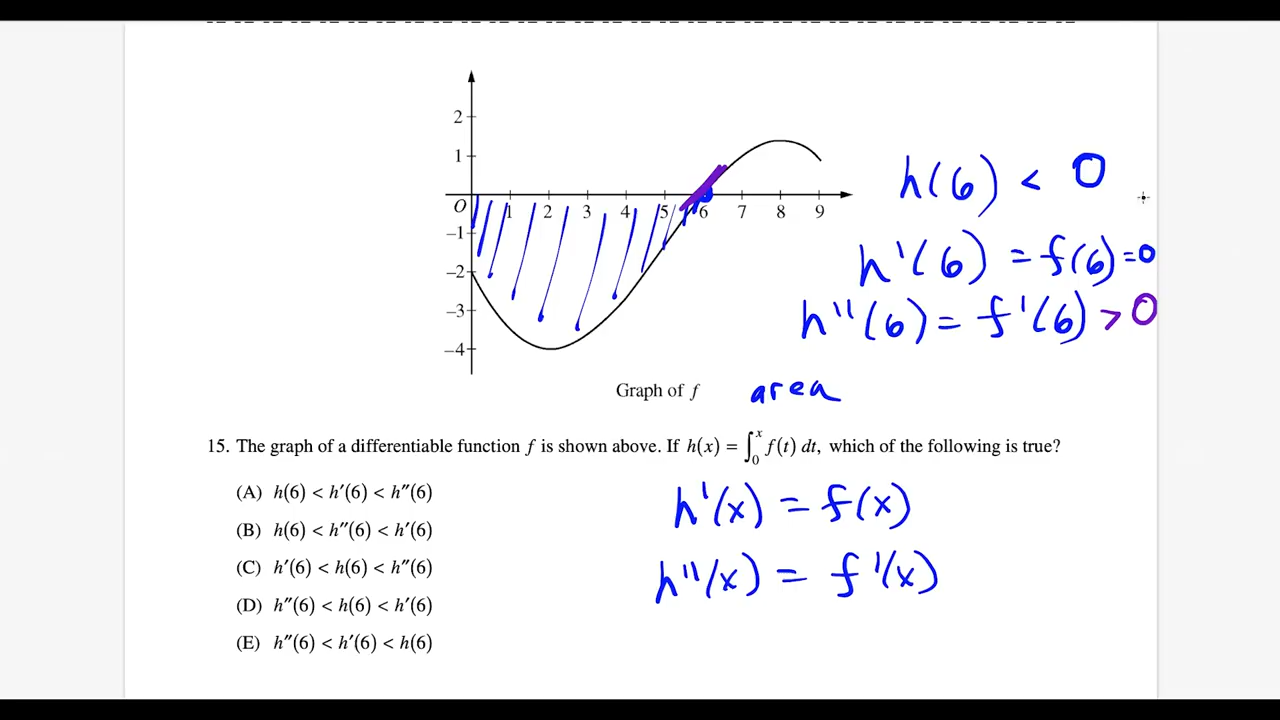 2
1
O 1 2 3 4 5 6 7 8 9
−1
−2
−3
−4
h(6) < 0
h'(6) = f(6) = 0
h''(6) = f'(6) > 0
Graph of f
area
15. The graph of a differentiable function f is shown above. If h(x) = ∫₀ˣ f(t) dt, which of the following is true?
(A) h(6) < h′(6) < h″(6)
(B) h(6) < h″(6) < h′(6)
(C) h′(6) < h(6) < h″(6)
(D) h″(6) < h(6) < h′(6)
(E) h″(6) < h′(6) < h(6)
h'(x) = f(x)
h''(x) = f'(x)